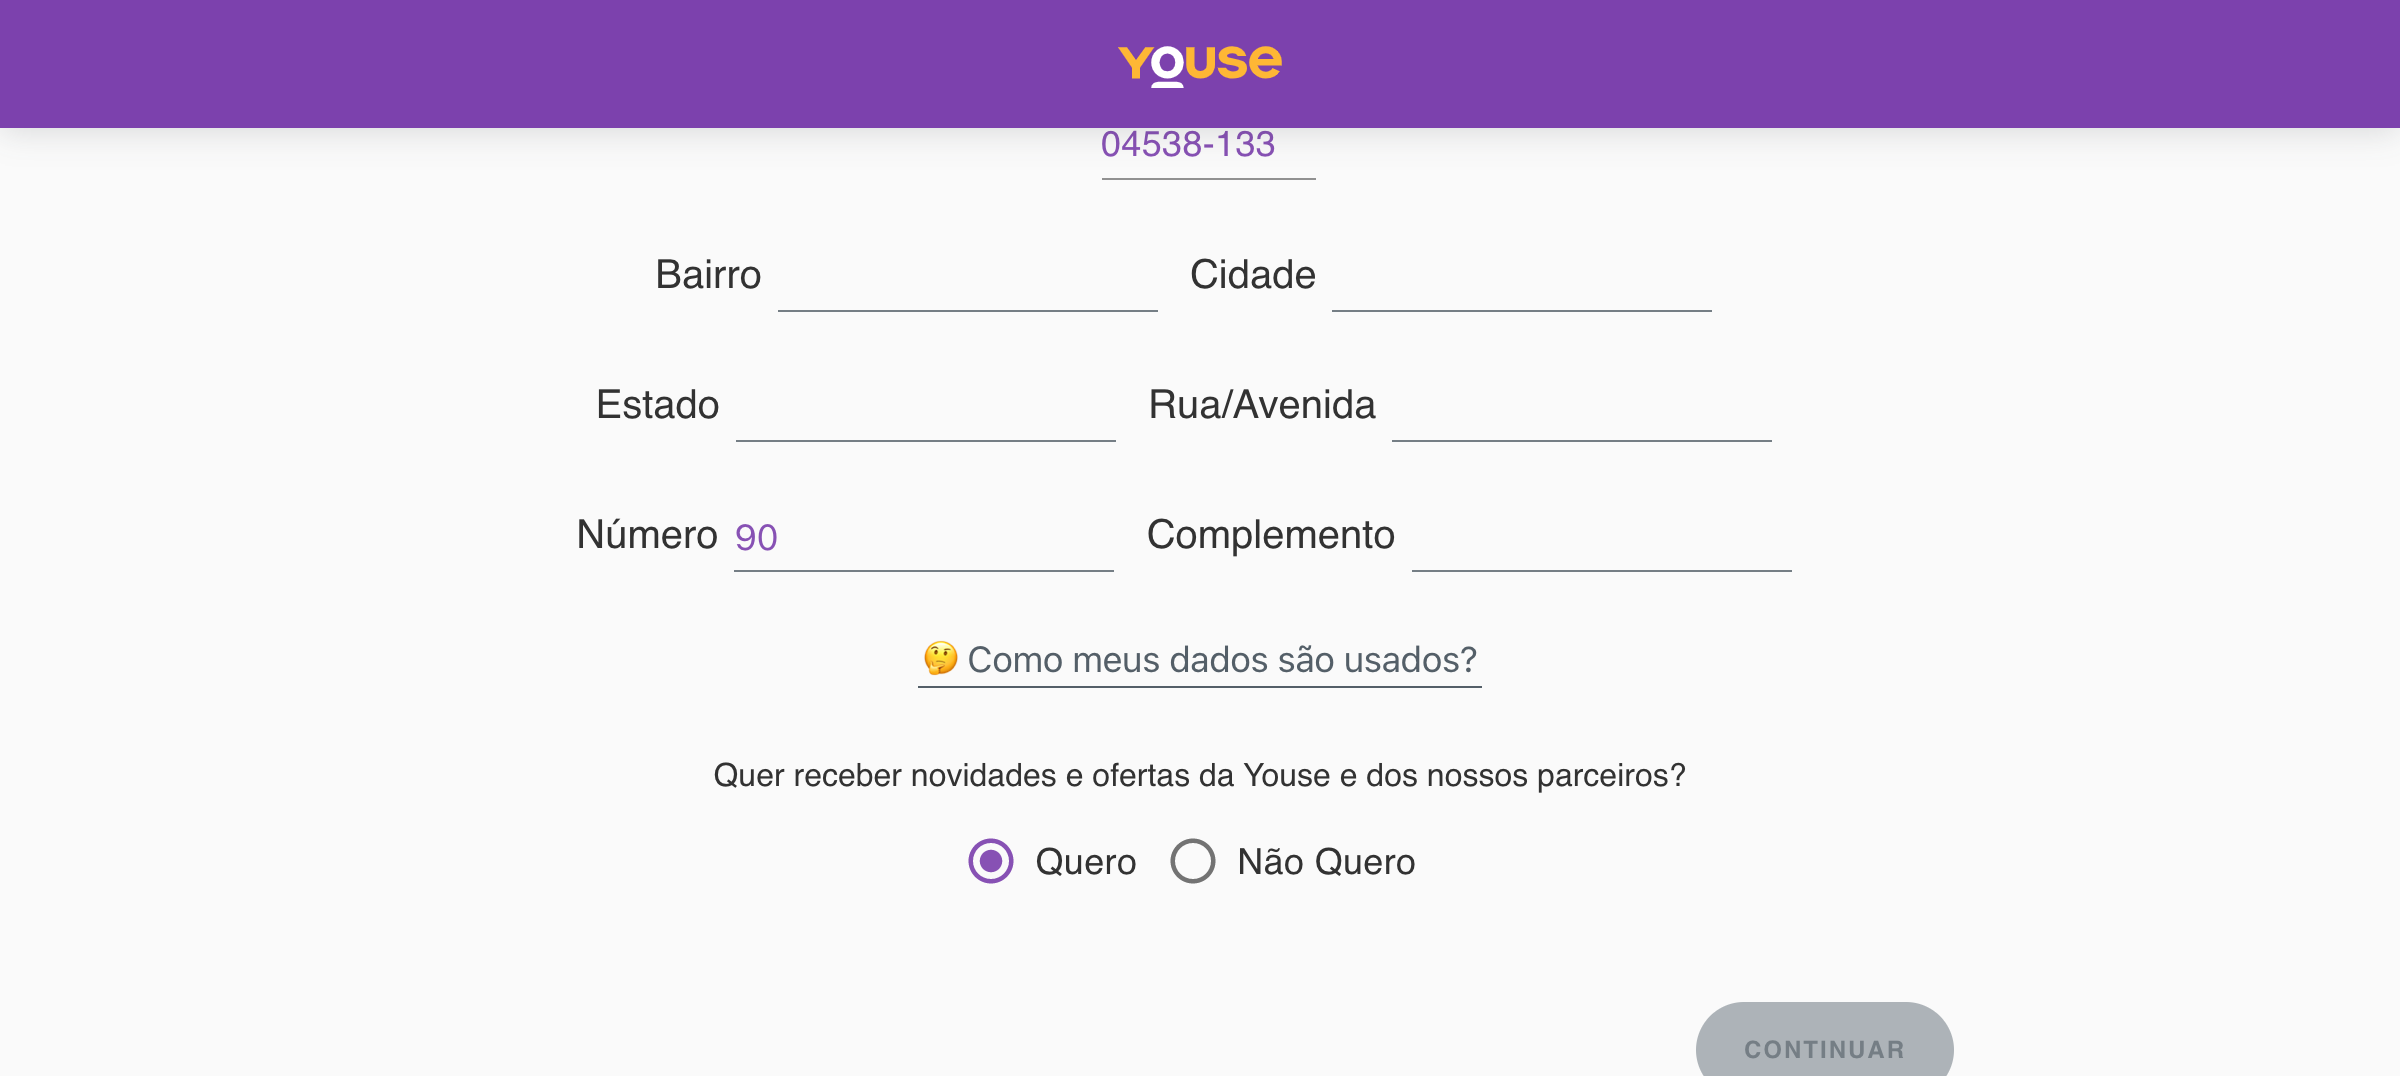 Youse
04538-133
Bairro Cidade
Estado Rua/Avenida
Número 90 Complemento
🤔 Como meus dados são usados?
Quer receber novidades e ofertas da Youse e dos nossos parceiros?
Quero Não Quero
CONTINUAR